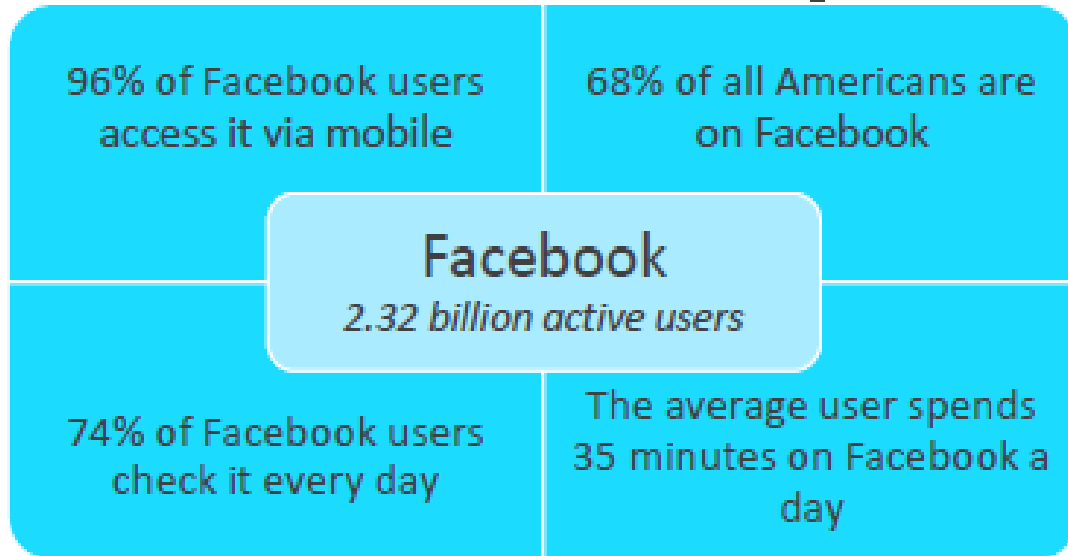 96% of Facebook users
access it via mobile
68% of all Americans are
on Facebook
Facebook
2.32 billion active users
74% of Facebook users
check it every day
The average user spends
35 minutes on Facebook a
day